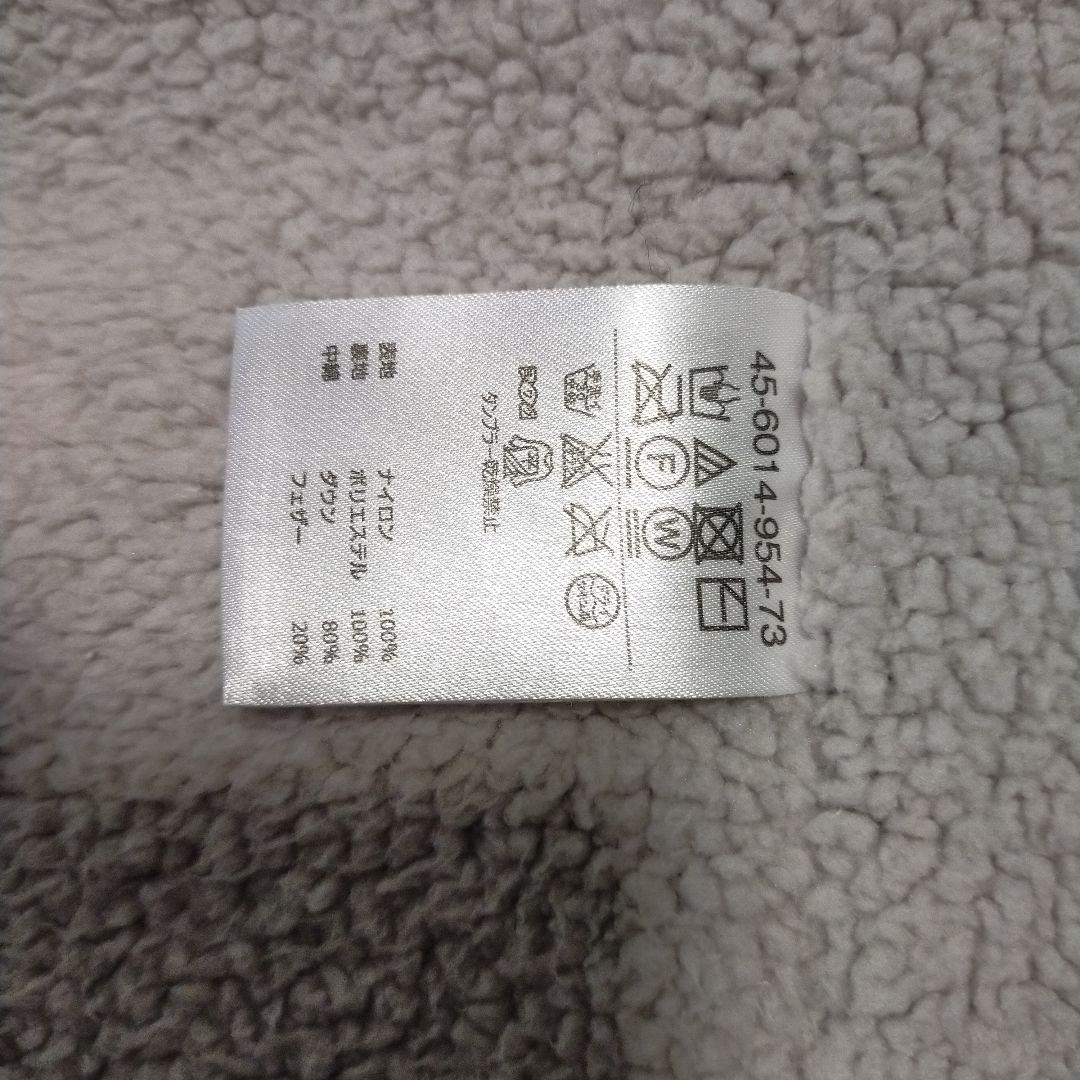 45-6014-954-73
F
W
タンブラー乾燥禁止
表地 ナイロン 100%
裏地 ポリエステル 100%
中綿 ダウン 80%
フェザー 20%